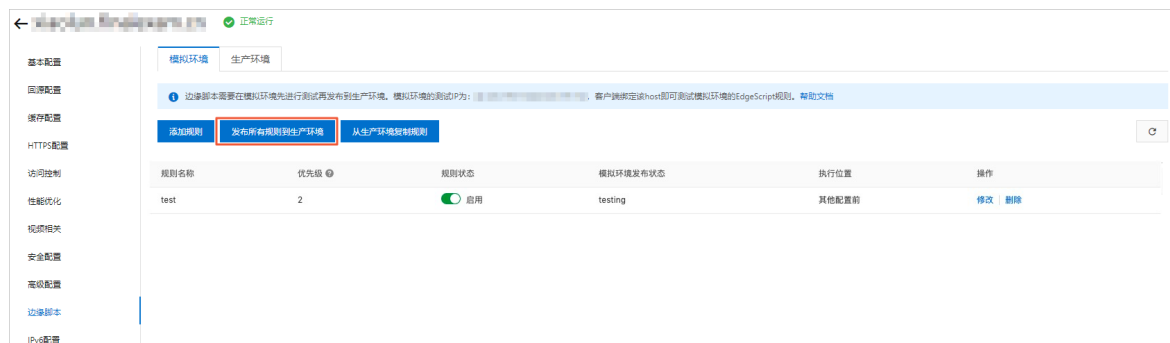 正常运行
基本配置
回源配置
缓存配置
HTTPS配置
访问控制
性能优化
视频相关
安全配置
高级配置
边缘脚本
IPv6配置
模拟环境 生产环境
边缘脚本需要在模拟环境先进行测试再发布到生产环境。模拟环境的测试IP为: ,客户端绑定该host即可测试模拟环境的EdgeScript规则。帮助文档
添加规则 发布所有规则到生产环境 从生产环境复制规则
规则名称 优先级 规则状态 模拟环境发布状态 执行位置 操作
test 2 启用 testing 其他配置前 修改 删除